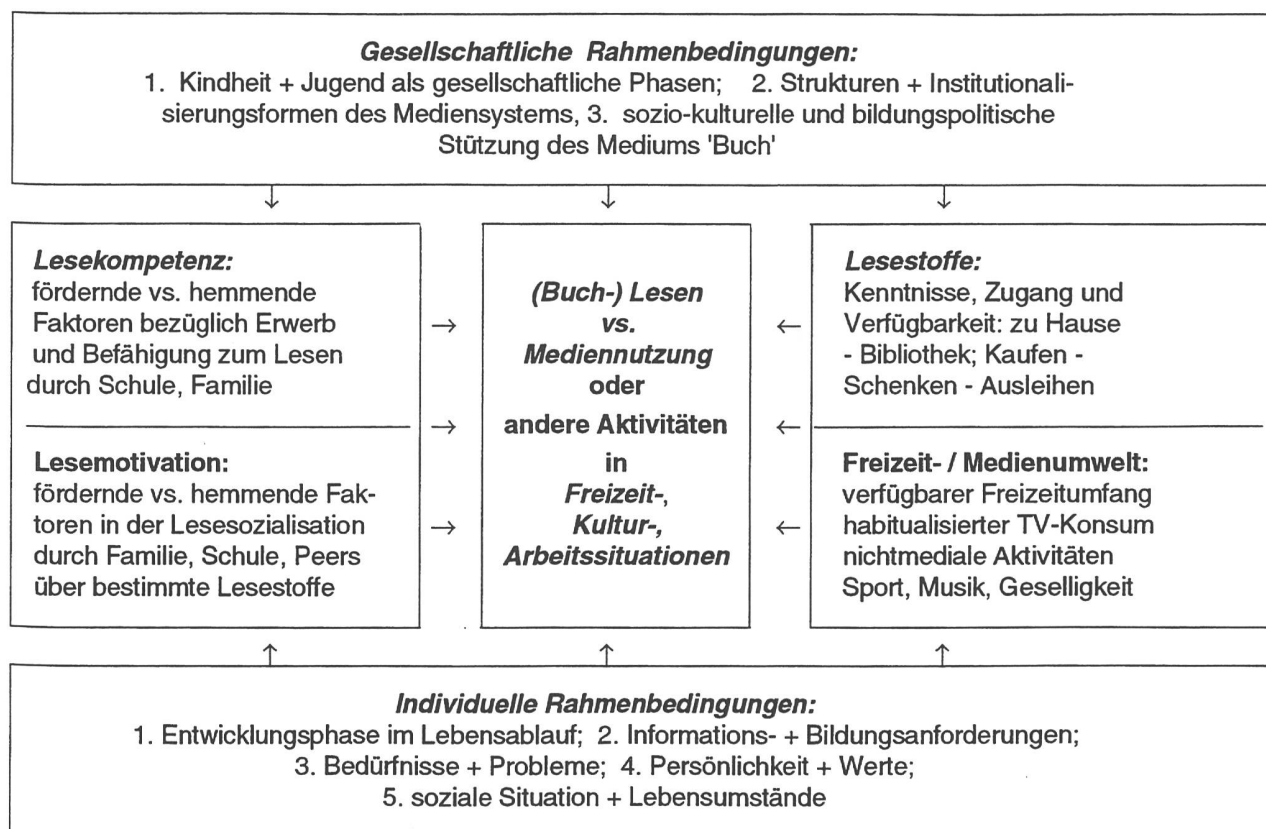 Gesellschaftliche Rahmenbedingungen:
1. Kindheit + Jugend als gesellschaftliche Phasen; 2. Strukturen + Institutionali-
sierungsformen des Mediensystems, 3. sozio-kulturelle und bildungspolitische
Stützung des Mediums 'Buch'
↓ ↓ ↓
Lesekompetenz:
fördernde vs. hemmende
Faktoren bezüglich Erwerb
und Befähigung zum Lesen
durch Schule, Familie
Lesemotivation:
fördernde vs. hemmende Fak-
toren in der Lesesozialisation
durch Familie, Schule, Peers
über bestimmte Lesestoffe
→
→
→
(Buch-) Lesen
vs.
Mediennutzung
oder
andere Aktivitäten
in
Freizeit-,
Kultur-,
Arbeitssituationen
←
←
←
Lesestoffe:
Kenntnisse, Zugang und
Verfügbarkeit: zu Hause
- Bibliothek; Kaufen -
Schenken - Ausleihen
Freizeit- / Medienumwelt:
verfügbarer Freizeitumfang
habitualisierter TV-Konsum
nichtmediale Aktivitäten
Sport, Musik, Geselligkeit
↑ ↑ ↑
Individuelle Rahmenbedingungen:
1. Entwicklungsphase im Lebensablauf; 2. Informations- + Bildungsanforderungen;
3. Bedürfnisse + Probleme; 4. Persönlichkeit + Werte;
5. soziale Situation + Lebensumstände